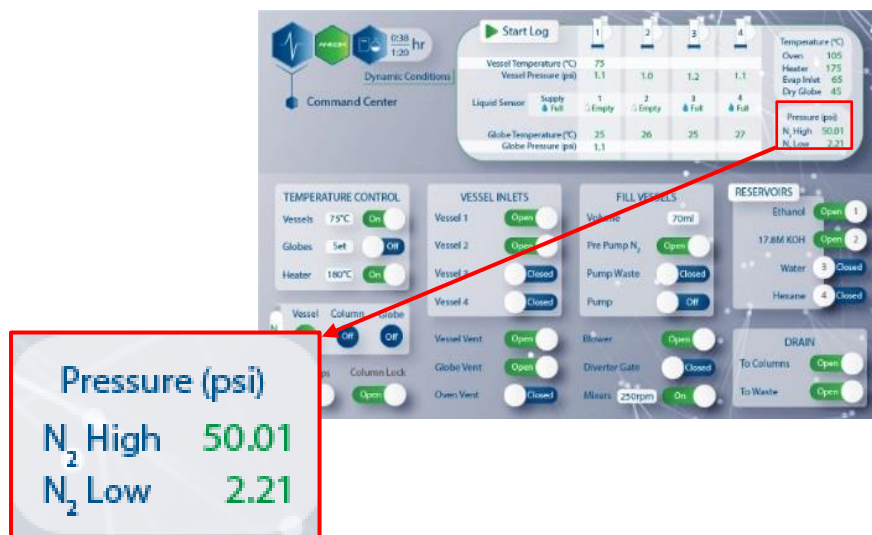 ANKOM
0:38
1:20 hr
Dynamic Conditions
Command Center
Start Log
1 2 3 4
Vessel Temperature (°C) 75
Vessel Pressure (psi) 1.1 1.0 1.2 1.1
Liquid Sensor Supply Full 1 Empty 2 Empty 3 Full 4 Full
Globe Temperature (°C) 25 26 25 27
Globe Pressure (psi) 1.1
Temperature (°C)
Oven 105
Heater 175
Evap Inlet 65
Dry Globe 45
Pressure (psi)
N2 High 50.01
N2 Low 2.21
TEMPERATURE CONTROL
Vessels 75°C On
Globes Set Off
Heater 180°C On
Vessel Column Globe
N
Off Off
Column Lock
Open
VESSEL INLETS
Vessel 1 Open
Vessel 2 Open
Vessel 3 Closed
Vessel 4 Closed
Vessel Vent Open
Globe Vent Open
Oven Vent Closed
FILL VESSELS
Volume 70ml
Pre Pump N2 Open
Pump Waste Closed
Pump Off
Blower Open
Diverter Gate Closed
Mixers 250rpm On
RESERVOIRS
Ethanol Open 1
17.8M KOH Open 2
Water 3 Closed
Hexane 4 Closed
DRAIN
To Columns Open
To Waste Open
Pressure (psi)
N2 High 50.01
N2 Low 2.21